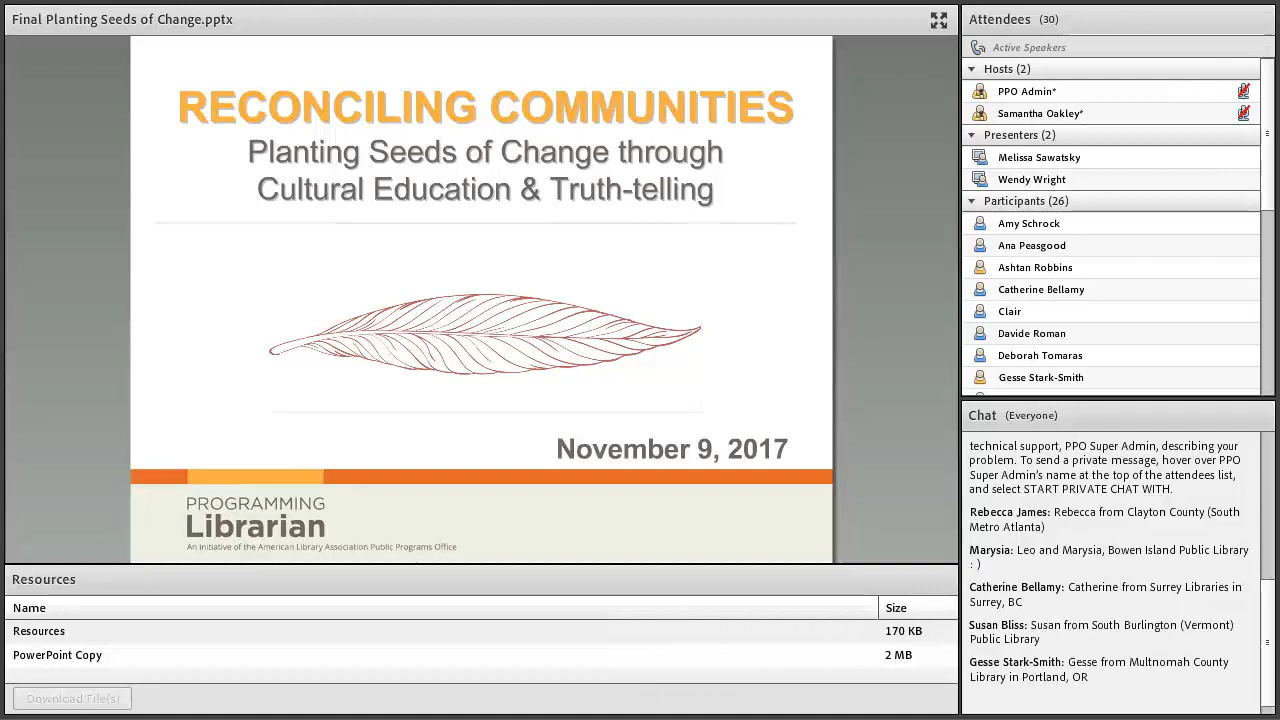 Final Planting Seeds of Change.pptx
RECONCILING COMMUNITIES
Planting Seeds of Change through
Cultural Education & Truth-telling
November 9, 2017
PROGRAMMING
Librarian
An initiative of the American Library Association Public Programs Office
Resources
Name Size
Resources 170 KB
PowerPoint Copy 2 MB
Download File(s)
Attendees (30)
Active Speakers
Hosts (2)
PPO Admin*
Samantha Oakley*
Presenters (2)
Melissa Sawatsky
Wendy Wright
Participants (26)
Amy Schrock
Ana Peasgood
Ashtan Robbins
Catherine Bellamy
Clair
Davide Roman
Deborah Tomaras
Gesse Stark-Smith
Chat (Everyone)
technical support, PPO Super Admin, describing your
problem. To send a private message, hover over PPO
Super Admin's name at the top of the attendees list,
and select START PRIVATE CHAT WITH.
Rebecca James: Rebecca from Clayton County (South
Metro Atlanta)
Marysia: Leo and Marysia, Bowen Island Public Library
: )
Catherine Bellamy: Catherine from Surrey Libraries in
Surrey, BC
Susan Bliss: Susan from South Burlington (Vermont)
Public Library
Gesse Stark-Smith: Gesse from Multnomah County
Library in Portland, OR